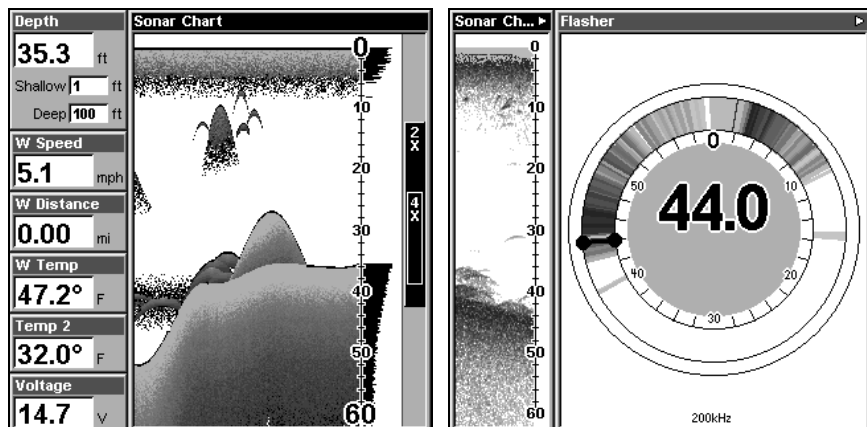 Depth
35.3 ft
Shallow 1 ft
Deep 100 ft
W Speed
5.1 mph
W Distance
0.00 mi
W Temp
47.2° F
Temp 2
32.0° F
Voltage
14.7 V
Sonar Chart
0
10
20
30
40
50
60
2X
4X
Sonar Ch...
0
10
20
30
40
50
60
Flasher
0
10
20
30
40
50
44.0
200kHz